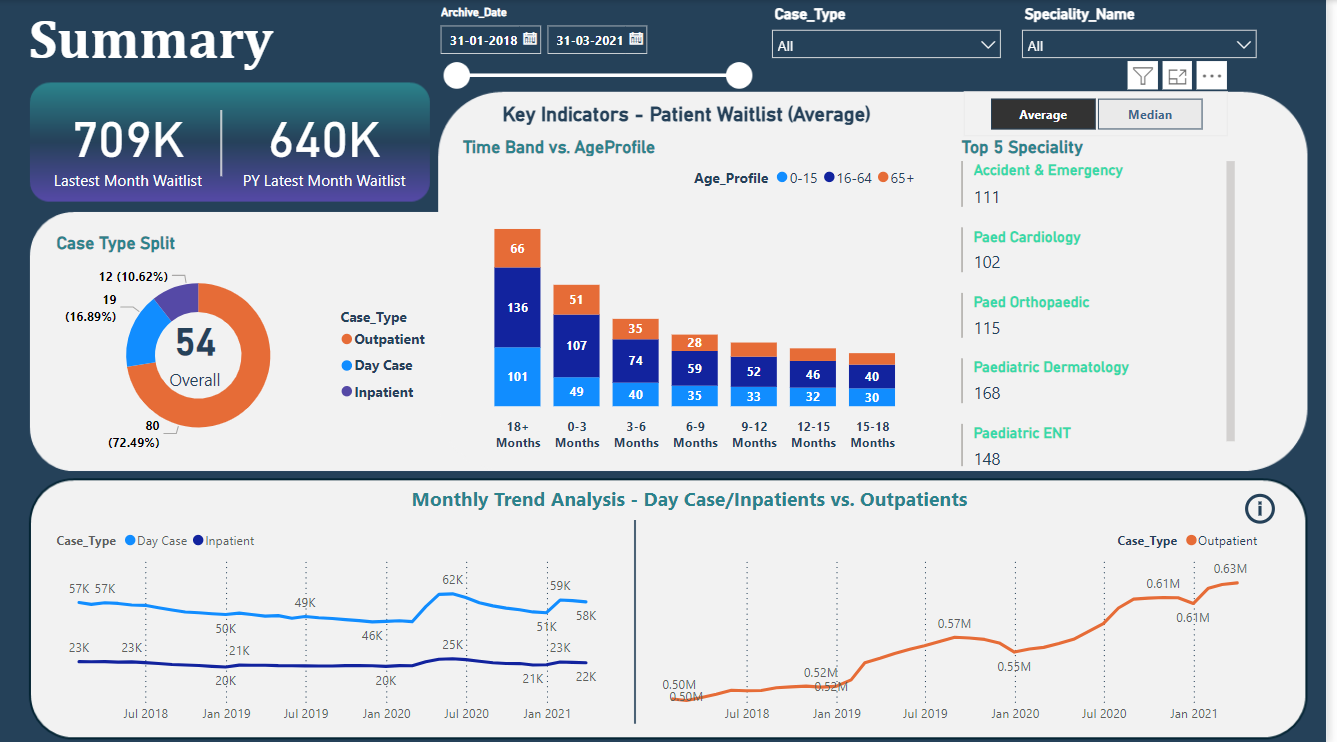 Summary
Archive_Date
31-01-2018
31-03-2021
Case_Type
All
Speciality_Name
All
709K
Lastest Month Waitlist
640K
PY Latest Month Waitlist
Key Indicators - Patient Waitlist (Average)
Average
Median
Case Type Split
12 (10.62%)
19
(16.89%)
54
Overall
80
(72.49%)
Case_Type
Outpatient
Day Case
Inpatient
Time Band vs. AgeProfile
Age_Profile 0-15 16-64 65+
66
136
101
51
107
49
35
74
40
28
59
35
52
33
46
32
40
30
18+
Months
0-3
Months
3-6
Months
6-9
Months
9-12
Months
12-15
Months
15-18
Months
Top 5 Speciality
Accident & Emergency
111
Paed Cardiology
102
Paed Orthopaedic
115
Paediatric Dermatology
168
Paediatric ENT
148
Monthly Trend Analysis - Day Case/Inpatients vs. Outpatients
Case_Type Day Case Inpatient
57K 57K
50K
49K
46K
62K
51K
59K
58K
23K
23K
20K
21K
20K
25K
21K
23K
22K
Jul 2018 Jan 2019 Jul 2019 Jan 2020 Jul 2020 Jan 2021
Case_Type Outpatient
0.50M
0.50M
0.52M
0.52M
0.57M
0.55M
0.61M
0.61M
0.63M
Jul 2018 Jan 2019 Jul 2019 Jan 2020 Jul 2020 Jan 2021